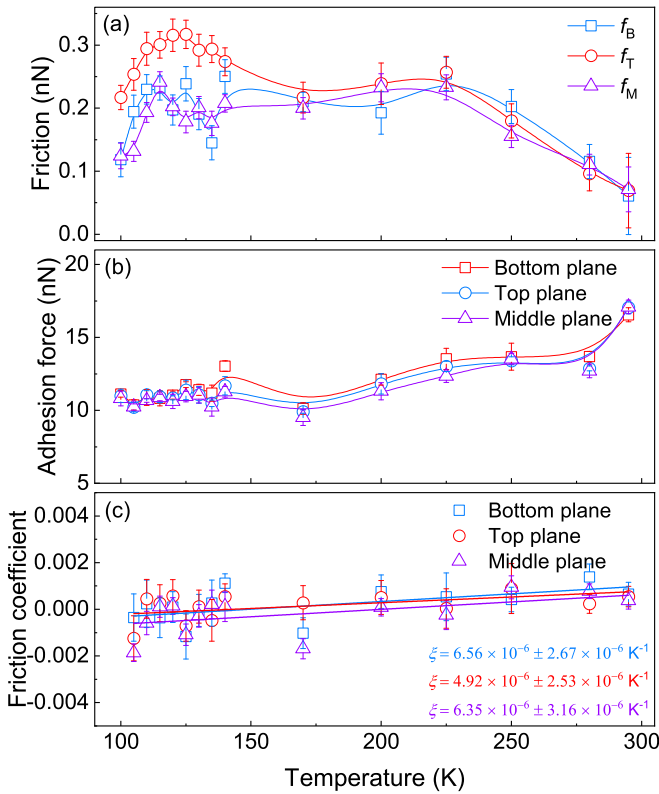 (a)
f_B
f_T
f_M
0.3
0.2
0.1
0.0
Friction (nN)
(b)
Bottom plane
Top plane
Middle plane
20
15
10
5
Adhesion force (nN)
(c)
Bottom plane
Top plane
Middle plane
0.004
0.002
0.000
-0.002
-0.004
Friction coefficient
ξ = 6.56 × 10⁻⁶ ± 2.67 × 10⁻⁶ K⁻¹
ξ = 4.92 × 10⁻⁶ ± 2.53 × 10⁻⁶ K⁻¹
ξ = 6.35 × 10⁻⁶ ± 3.16 × 10⁻⁶ K⁻¹
100 150 200 250 300
Temperature (K)